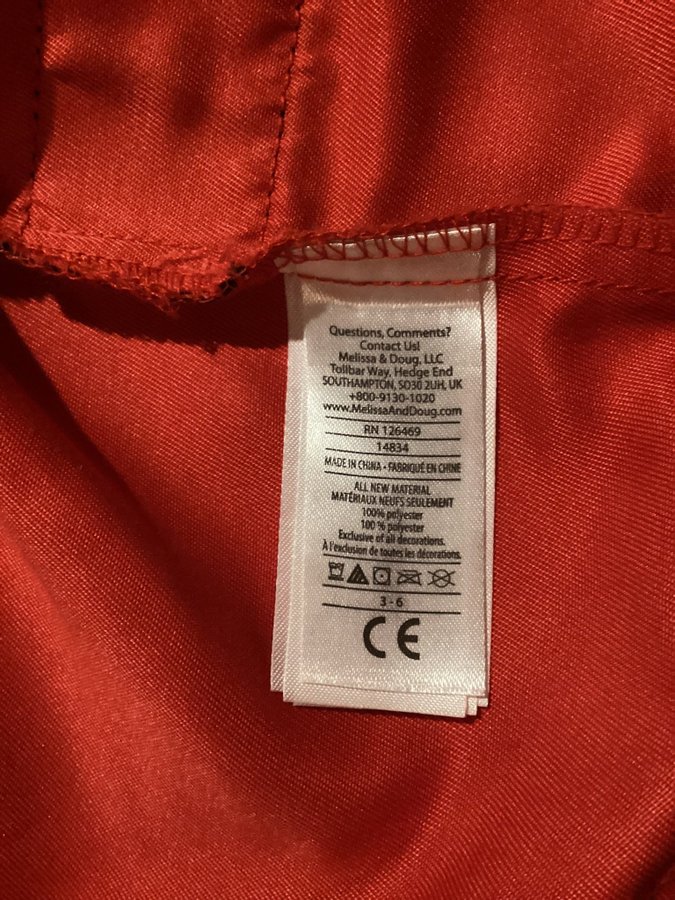 Questions, Comments?
Contact Us!
Melissa & Doug, LLC
Tollbar Way, Hedge End
SOUTHAMPTON, SO30 2UH, UK
+800-9130-1020
www.MelissaAndDoug.com
RN 126469
14834
MADE IN CHINA • FABRIQUÉ EN CHINE
ALL NEW MATERIAL
MATÉRIAUX NEUFS SEULEMENT
100% polyester
100 % polyester
Exclusive of all decorations.
À l'exclusion de toutes les décorations.
3 - 6
CE